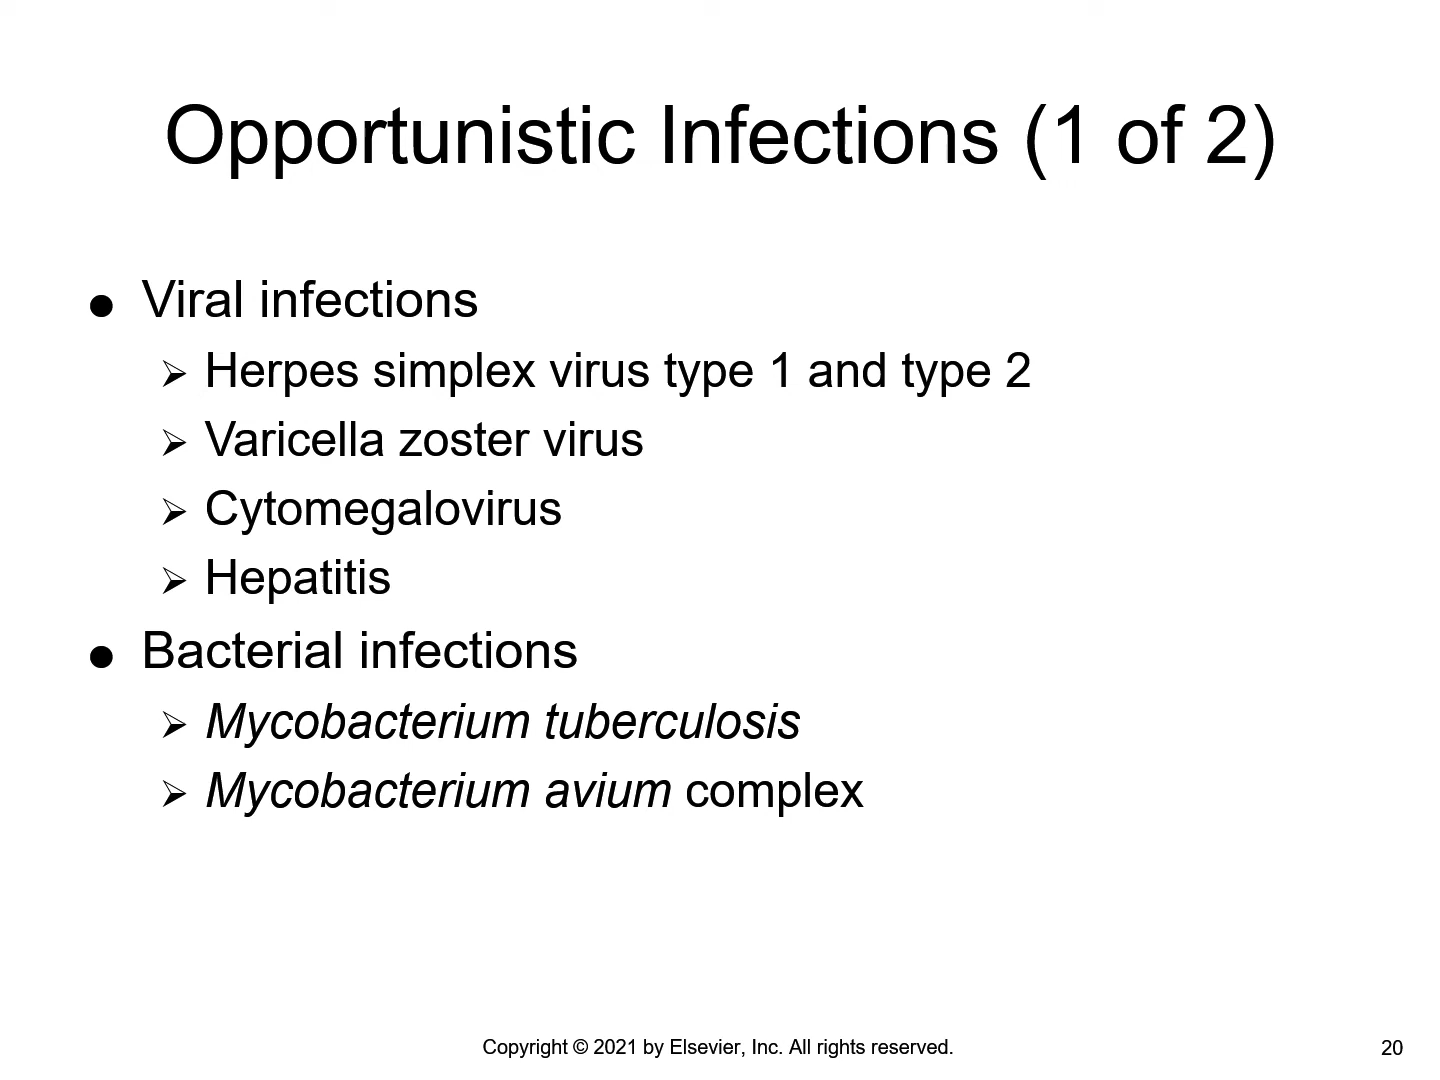 Opportunistic Infections (1 of 2)
● Viral infections
➢ Herpes simplex virus type 1 and type 2
➢ Varicella zoster virus
➢ Cytomegalovirus
➢ Hepatitis
● Bacterial infections
➢ Mycobacterium tuberculosis
➢ Mycobacterium avium complex
Copyright © 2021 by Elsevier, Inc. All rights reserved.
20